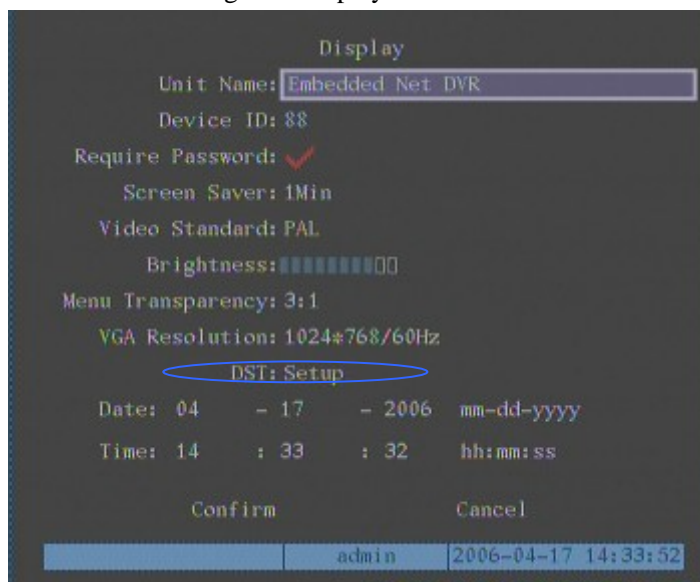 Display
Unit Name: Embedded Net DVR
Device ID: 88
Require Password:
Screen Saver: 1Min
Video Standard: PAL
Brightness:
Menu Transparency: 3:1
VGA Resolution: 1024*768/60Hz
DST: Setup
Date: 04 - 17 - 2006 mm-dd-yyyy
Time: 14 : 33 : 32 hh:mm:ss
Confirm Cancel
admin 2006-04-17 14:33:52